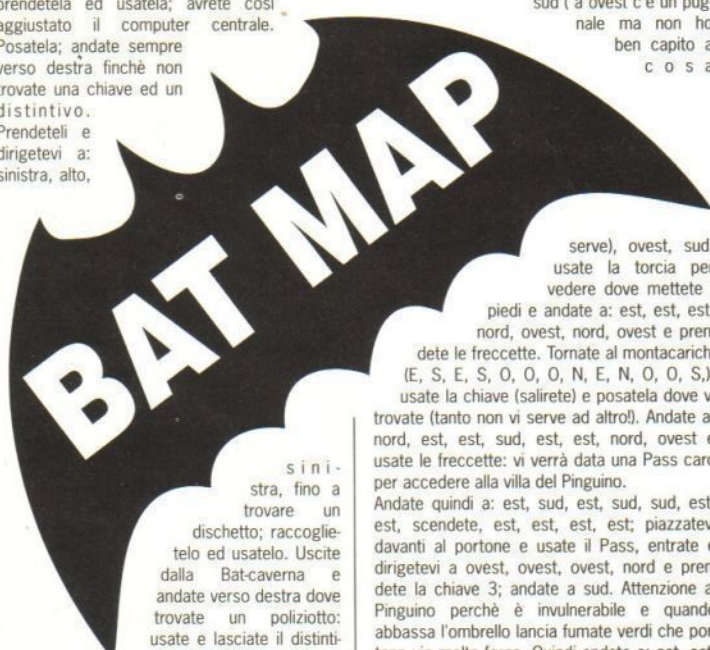 prendetela ed usatela; avrete così
aggiustato il computer centrale.
Posatela; andate sempre
verso destra finchè non
trovate una chiave ed un
distintivo.
Prendeteli e
dirigetevi a:
sinistra, alto,
BAT MAP
sini-
stra, fino a
trovare un
dischetto; raccoglie-
telo ed usatelo. Uscite
dalla Bat-caverna e
andate verso destra dove
trovate un poliziotto:
usate e lasciate il distinti-
sud ( a ovest c'è un pug
nale ma non ho
ben capito a
cosa
serve), ovest, sud
usate la torcia per
vedere dove mettete
piedi e andate a: est, est, est
nord, ovest, nord, ovest e pren
dete le freccette. Tornate al montacarich
(E, S, E, S, O, O, O, N, E, N, O, O, S,)
usate la chiave (salirete) e posatela dove v
trovate (tanto non vi serve ad altro!). Andate a
nord, est, est, sud, est, est, nord, ovest e
usate le freccette: vi verrà data una Pass card
per accedere alla villa del Pinguino.
Andate quindi a: est, sud, est, sud, sud, est
est, scendete, est, est, est, est; piazzatev
davanti al portone e usate il Pass, entrate e
dirigetevi a ovest, ovest, ovest, nord e pren
dete la chiave 3; andate a sud. Attenzione a
Pinguino perchè è invulnerabile e quando
abbassa l'ombrello lancia fumate verdi che por